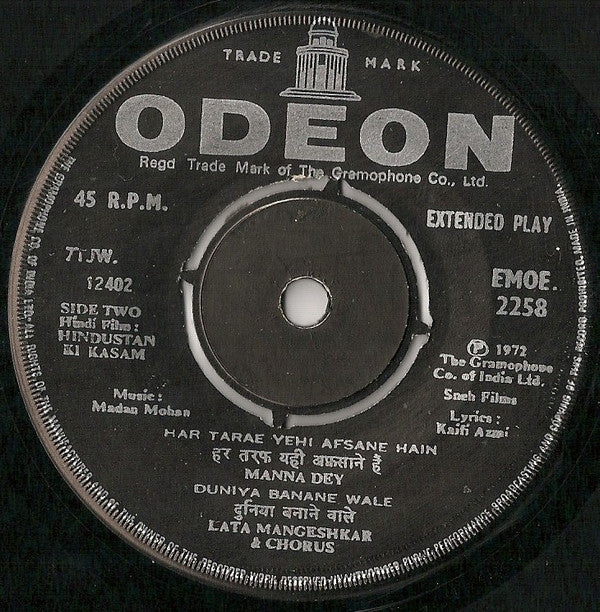 TRADE MARK
ODEON
Regd Trade Mark of The Gramophone Co., Ltd.
45 R.P.M.
EXTENDED PLAY
7TJW.
12402
EMOE.
2258
SIDE TWO
Hindi Film :
HINDUSTAN
KI KASAM
Ⓟ 1972
The Gramophone
Co. of India Ltd.
Sneh Films
Music :
Madan Mohan
Lyrics :
Kaifi Azmi
HAR TARAF YEHI AFSANE HAIN
हर तरफ यही अफ़साने हैं
MANNA DEY
DUNIYA BANANE WALE
दुनिया बनाने वाले
LATA MANGESHKAR
& CHORUS